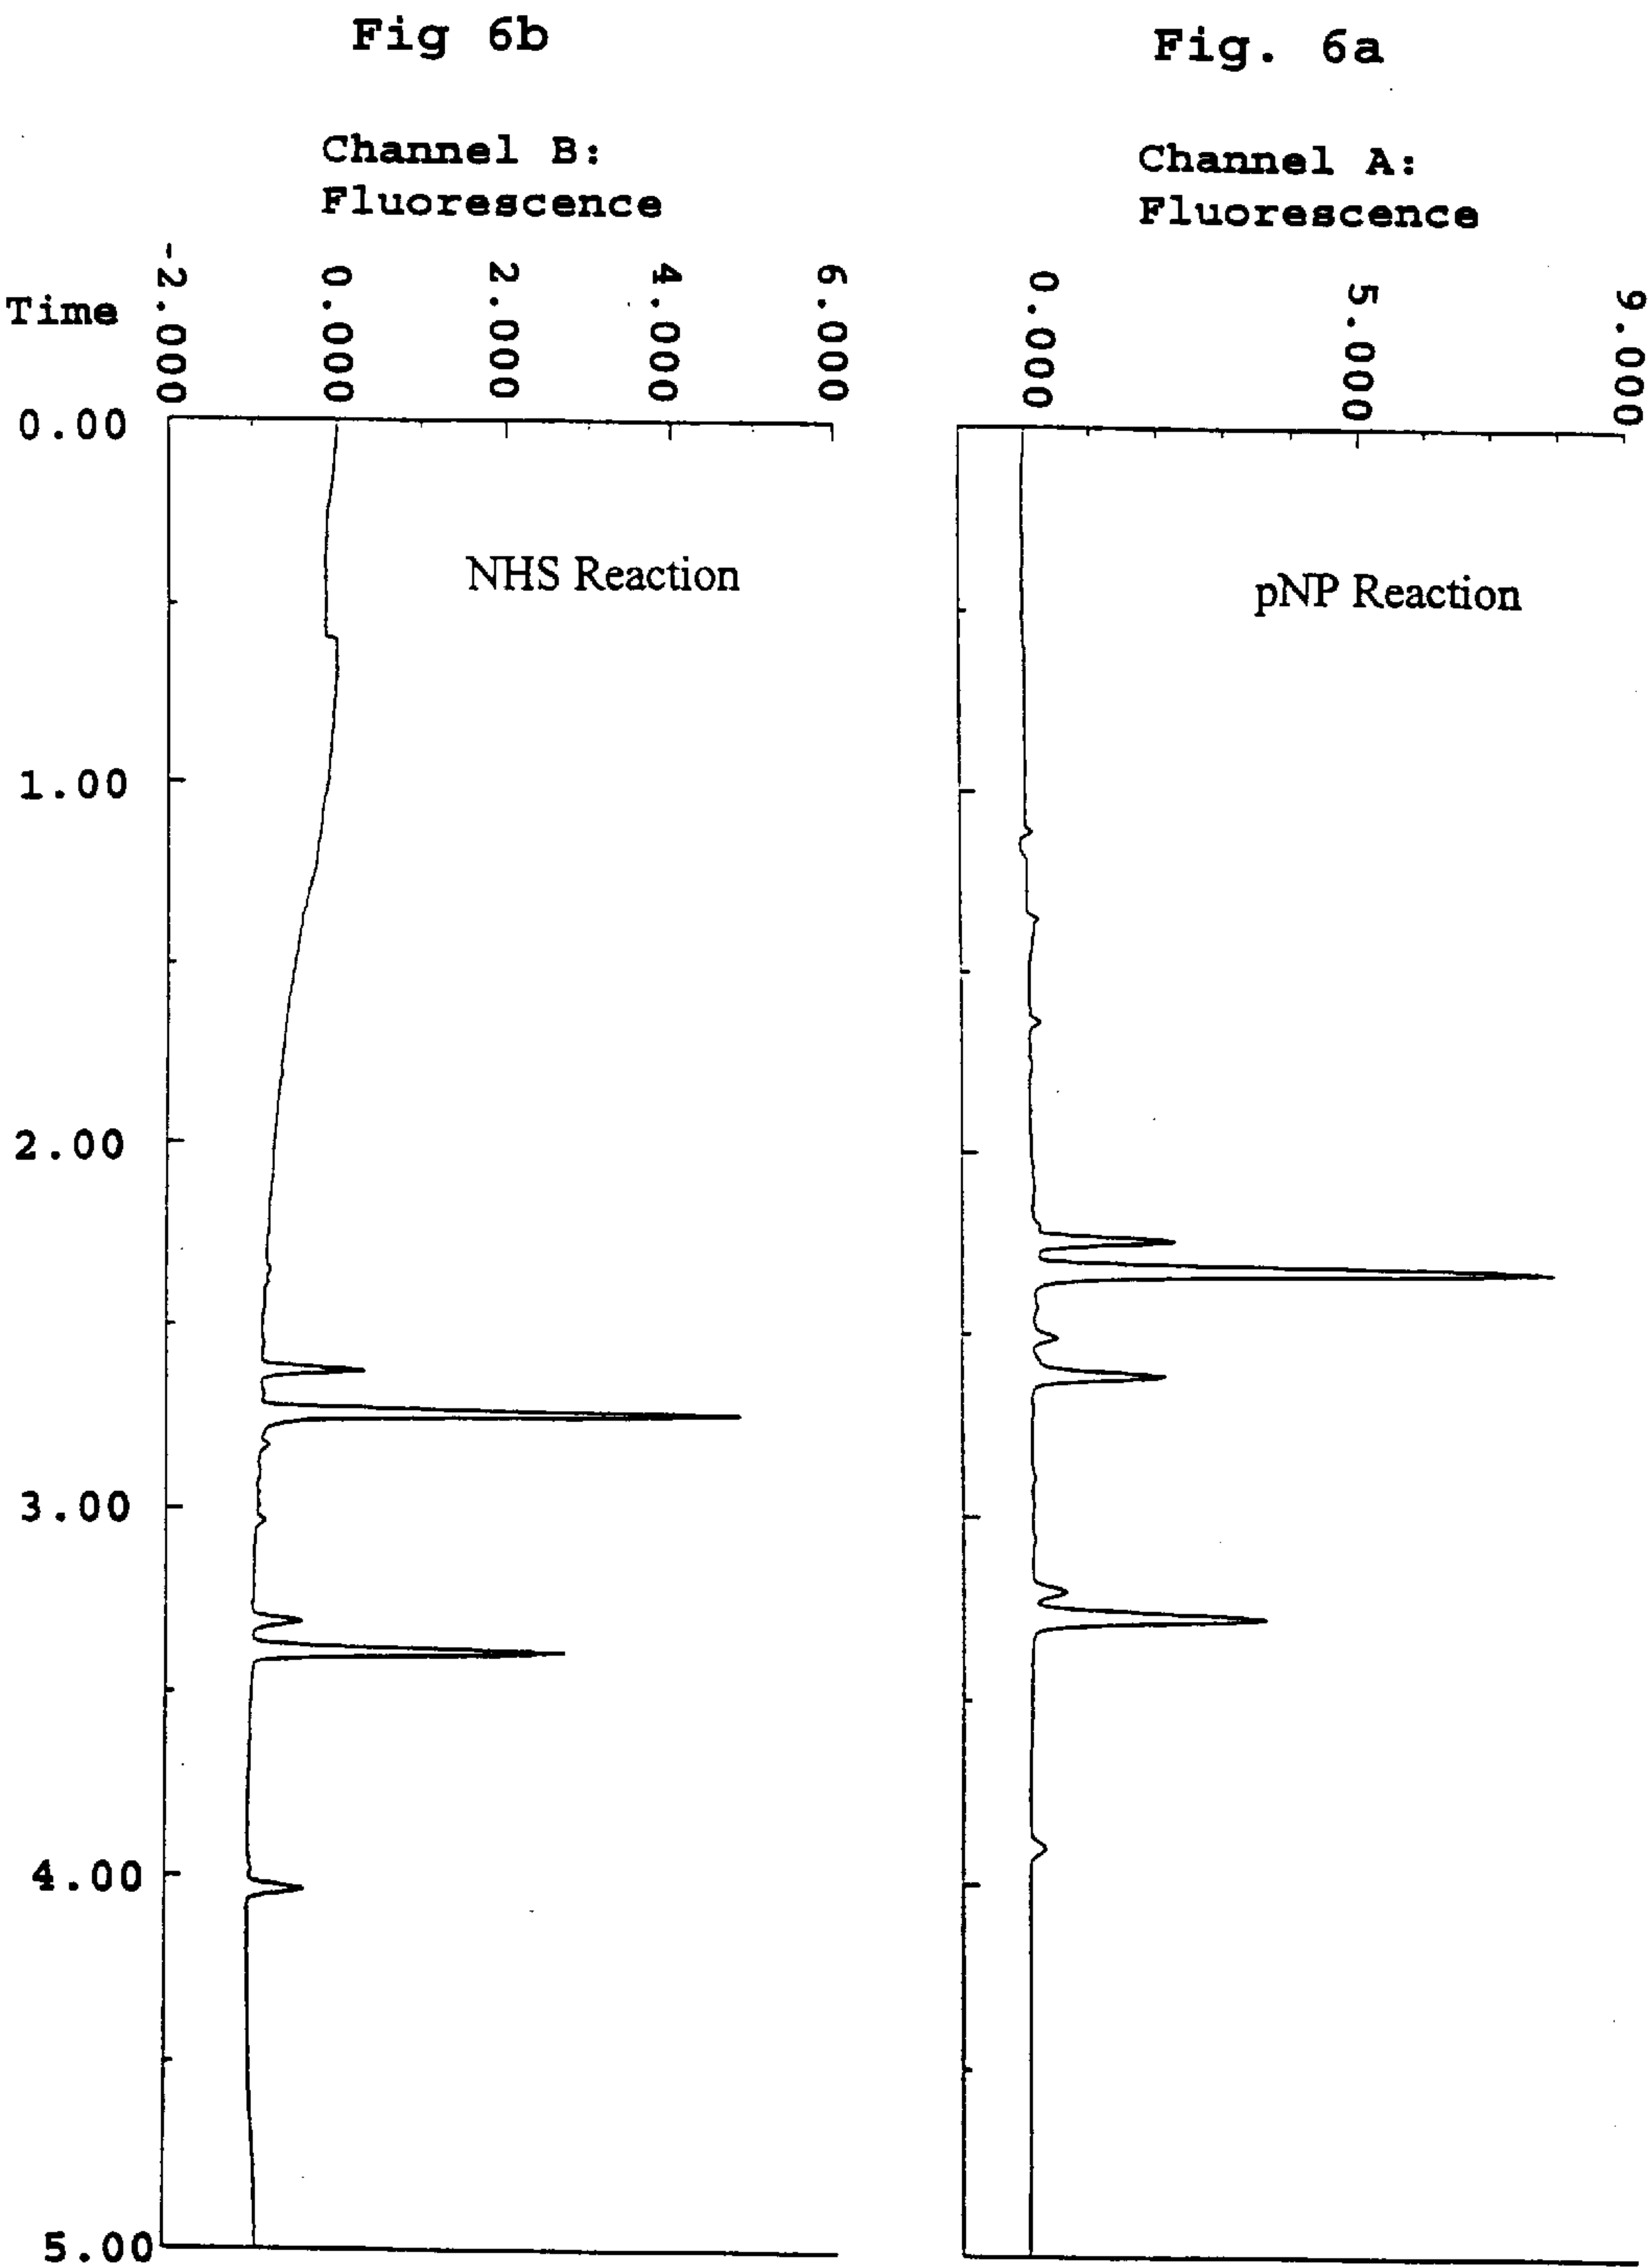 Fig 6b
Channel B:
Fluorescence
-2.000
0.000
2.000
4.000
6.000
Time
0.00
1.00
2.00
3.00
4.00
5.00
NHS Reaction
Fig. 6a
Channel A:
Fluorescence
0.000
5.000
9.000
pNP Reaction